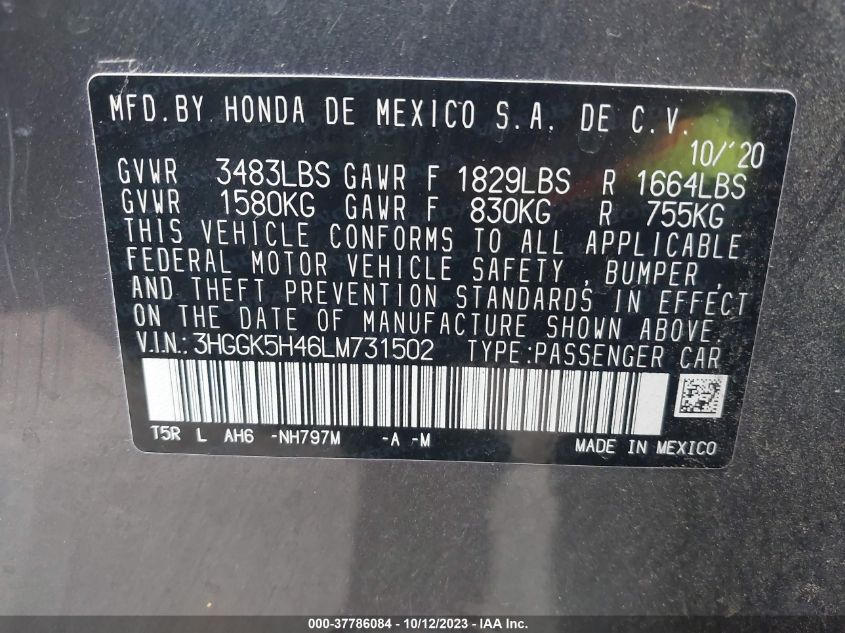 MFD.BY HONDA DE MEXICO S.A. DE C.V.
10/'20
GVWR 3483LBS GAWR F 1829LBS R 1664LBS
GVWR 1580KG GAWR F 830KG R 755KG
THIS VEHICLE CONFORMS TO ALL APPLICABLE
FEDERAL MOTOR VEHICLE SAFETY , BUMPER ,
AND THEFT PREVENTION STANDARDS IN EFFECT
ON THE DATE OF MANUFACTURE SHOWN ABOVE.
V.I.N.: 3HGGK5H46LM731502 TYPE:PASSENGER CAR
T5R L AH6 -NH797M -A -M
MADE IN MEXICO
000-37786084 - 10/12/2023 - IAA Inc.